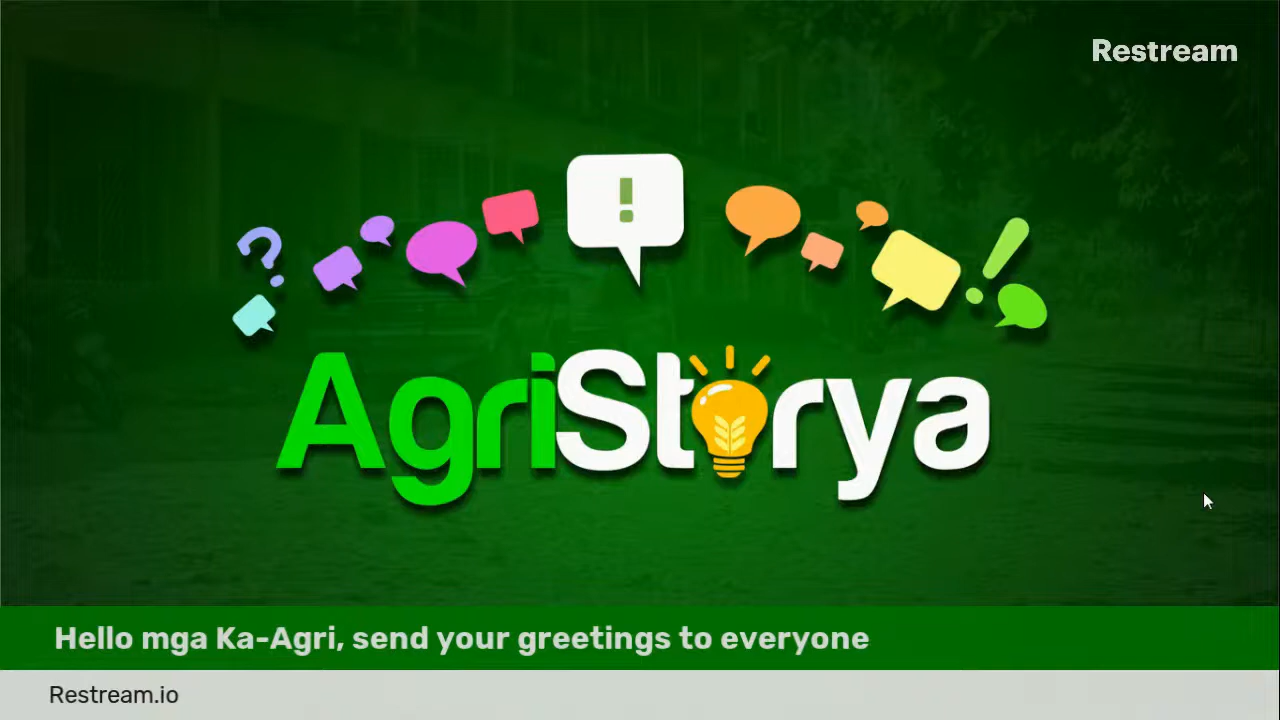 Restream
AgriStorya
Hello mga Ka-Agri, send your greetings to everyone
Restream.io